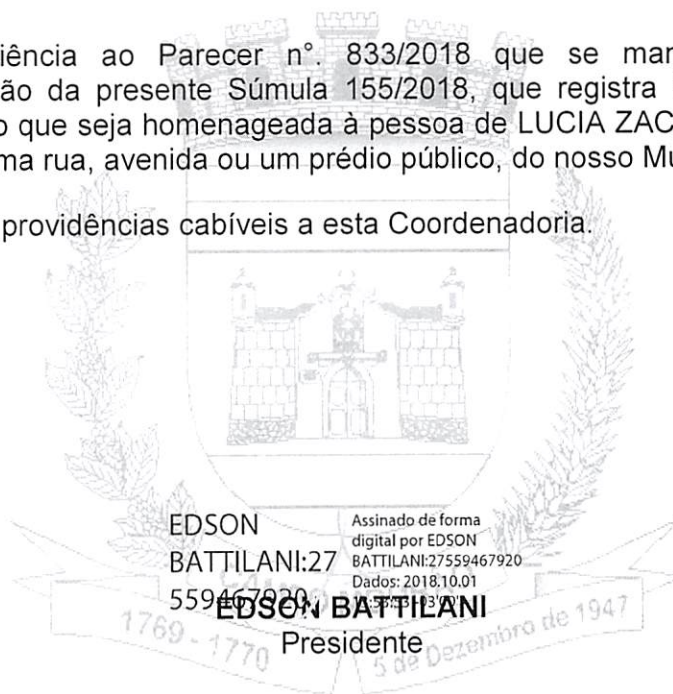 iência ao Parecer n°. 833/2018 que se mar
ão da presente Súmula 155/2018, que registra
o que seja homenageada à pessoa de LUCIA ZAC
ma rua, avenida ou um prédio público, do nosso Mu
providências cabíveis a esta Coordenadoria.
EDSON
BATTILANI:27
559467920
Assinado de forma
digital por EDSON
BATTILANI:27559467920
Dados: 2018.10.01
EDSON BATTILANI
Presidente
1769 - 1770
5 de Dezembro de 1947